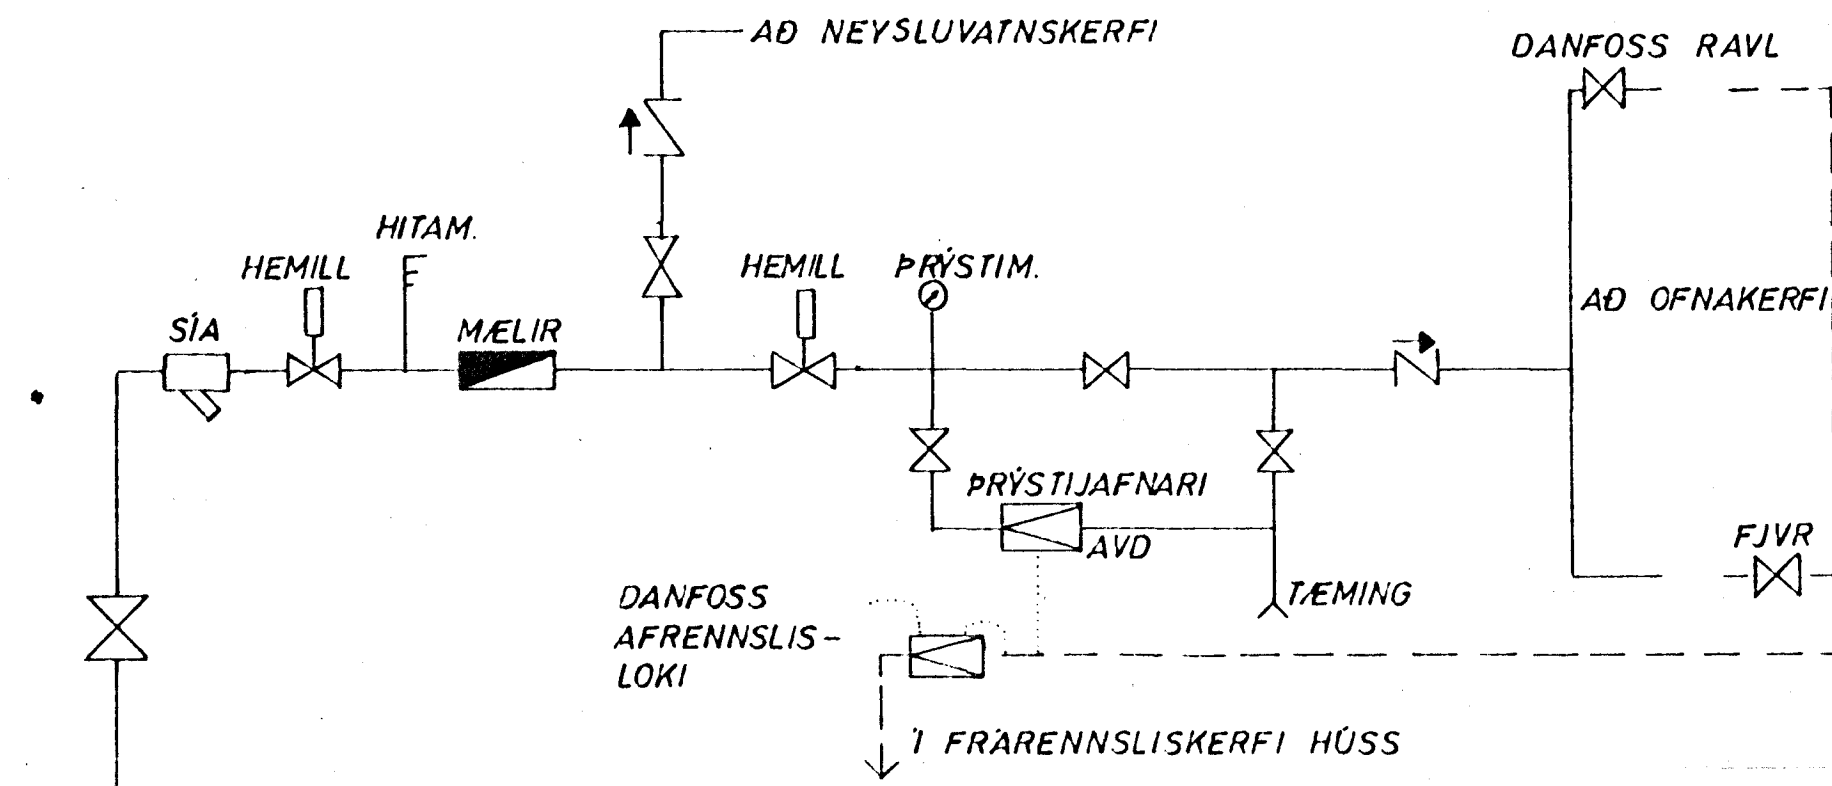 AÐ NEYSLUVATNSKERFI
DANFOSS RAVL
HITAM.
HEMILL
HEMILL
ÞRÝSTIM.
AÐ OFNAKERFI
SÍA
MÆLIR
ÞRÝSTIJAFNARI
AVD
FJVR
DANFOSS
AFRENNSLIS-
LOKI
TÆMING
Í FRÁRENNSLISKERFI HÚSS